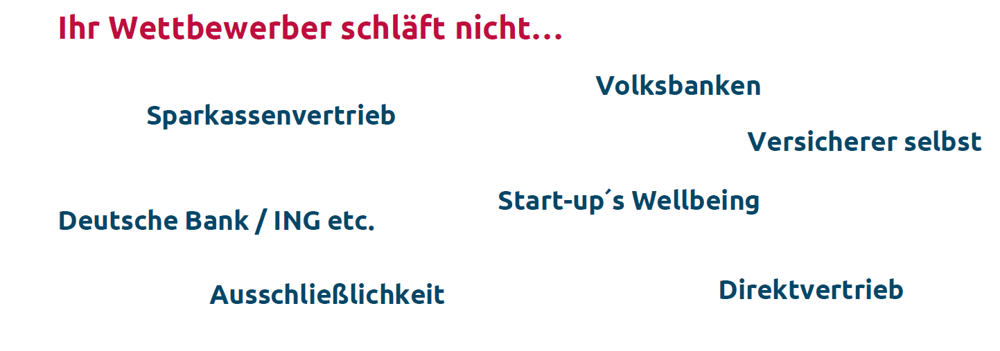 Ihr Wettbewerber schläft nicht...
Volksbanken
Sparkassenvertrieb
Versicherer selbst
Start-up´s Wellbeing
Deutsche Bank / ING etc.
Ausschließlichkeit
Direktvertrieb